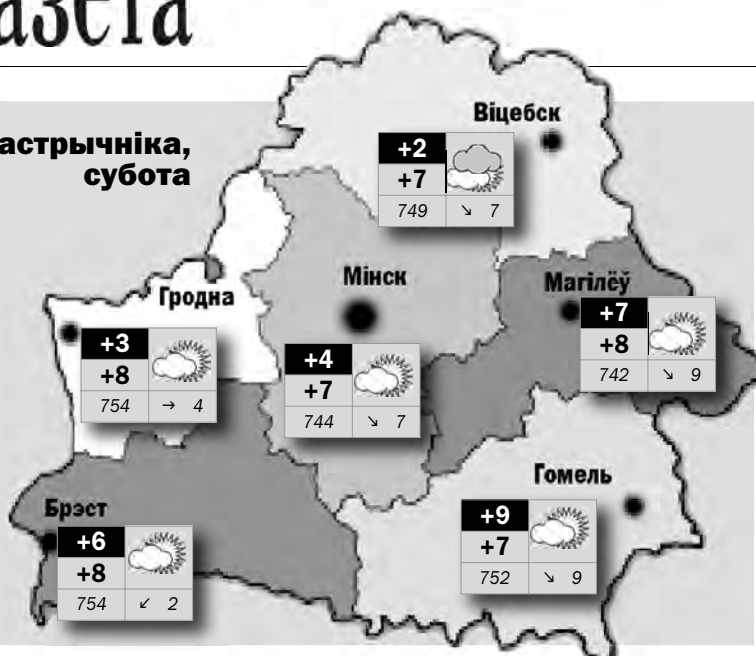 азета
астрычніка,
субота
Віцебск
+2
+7
749 ↘ 7
Мінск
+4
+7
744 ↘ 7
Магілёў
+7
+8
742 ↘ 9
Гродна
+3
+8
754 → 4
Гомель
+9
+7
752 ↘ 9
Брэст
+6
+8
754 ↙ 2